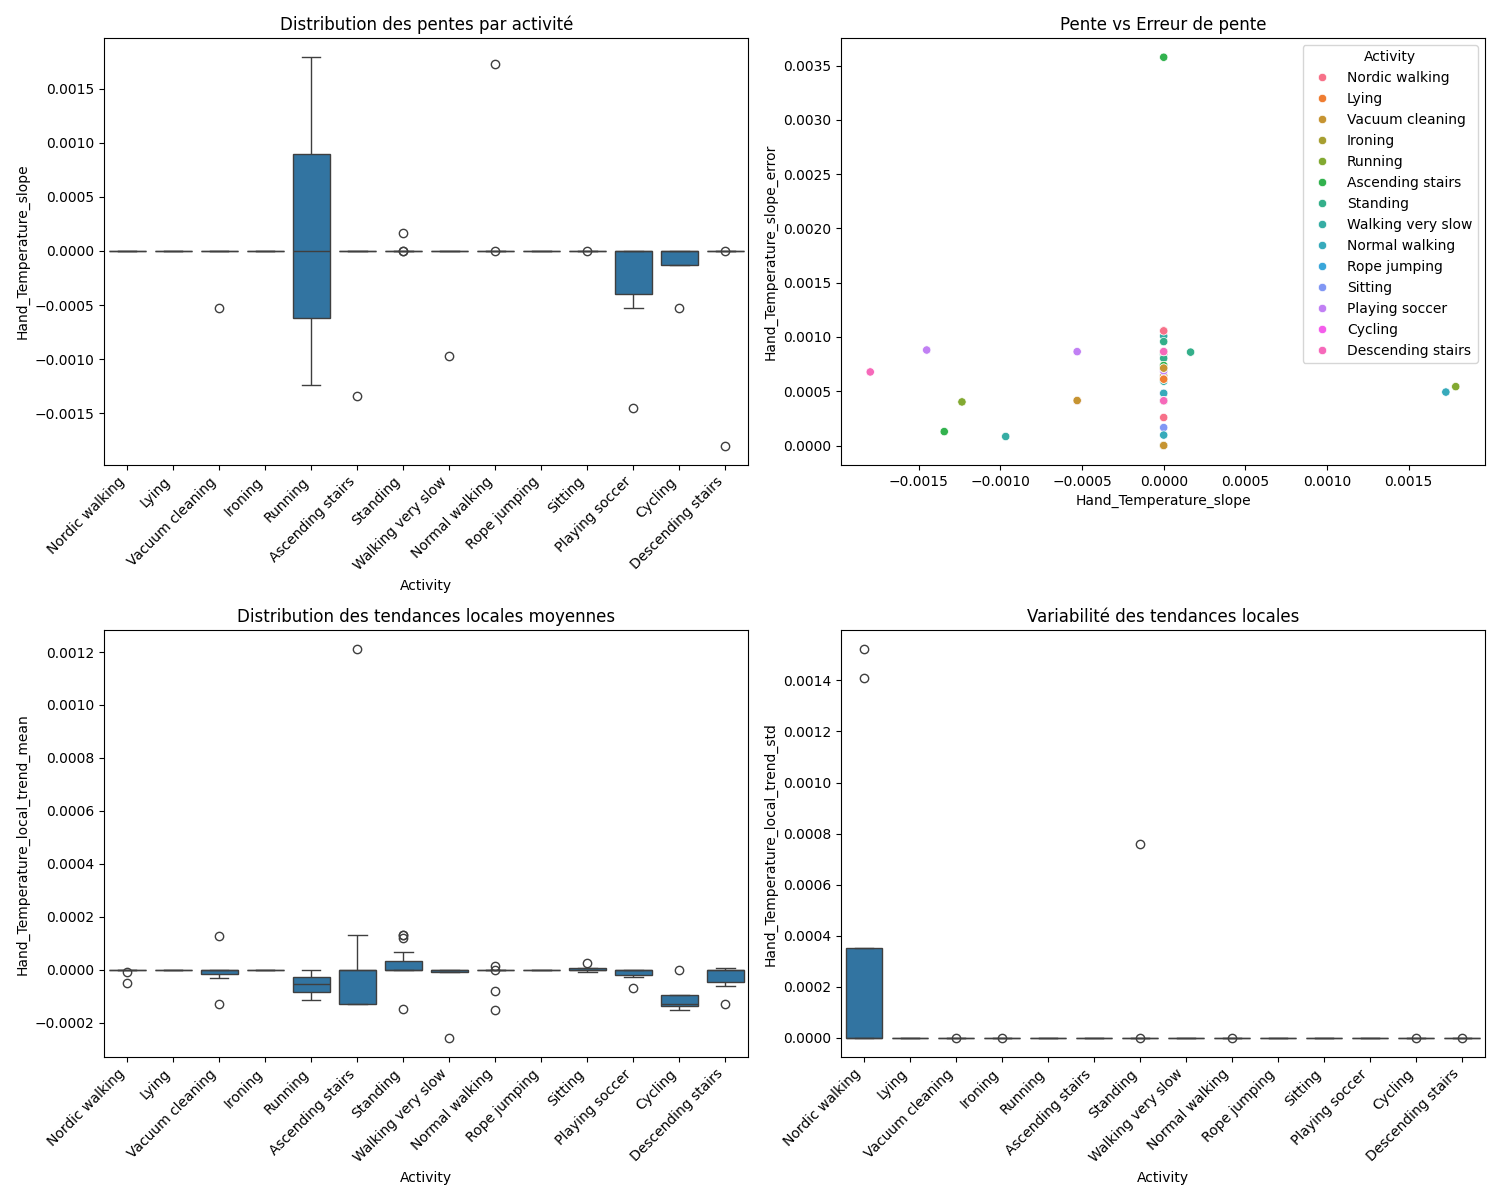 Distribution des pentes par activité
Hand_Temperature_slope
0.0015
0.0010
0.0005
0.0000
−0.0005
−0.0010
−0.0015
Nordic walking
Lying
Vacuum cleaning
Ironing
Running
Ascending stairs
Standing
Walking very slow
Normal walking
Rope jumping
Sitting
Playing soccer
Cycling
Descending stairs
Activity
Pente vs Erreur de pente
Hand_Temperature_slope_error
0.0035
0.0030
0.0025
0.0020
0.0015
0.0010
0.0005
0.0000
Activity
Nordic walking
Lying
Vacuum cleaning
Ironing
Running
Ascending stairs
Standing
Walking very slow
Normal walking
Rope jumping
Sitting
Playing soccer
Cycling
Descending stairs
−0.0015 −0.0010 −0.0005 0.0000 0.0005 0.0010 0.0015
Hand_Temperature_slope
Distribution des tendances locales moyennes
Hand_Temperature_local_trend_mean
0.0012
0.0010
0.0008
0.0006
0.0004
0.0002
0.0000
−0.0002
Nordic walking
Lying
Vacuum cleaning
Ironing
Running
Ascending stairs
Standing
Walking very slow
Normal walking
Rope jumping
Sitting
Playing soccer
Cycling
Descending stairs
Activity
Variabilité des tendances locales
Hand_Temperature_local_trend_std
0.0014
0.0012
0.0010
0.0008
0.0006
0.0004
0.0002
0.0000
Nordic walking
Lying
Vacuum cleaning
Ironing
Running
Ascending stairs
Standing
Walking very slow
Normal walking
Rope jumping
Sitting
Playing soccer
Cycling
Descending stairs
Activity